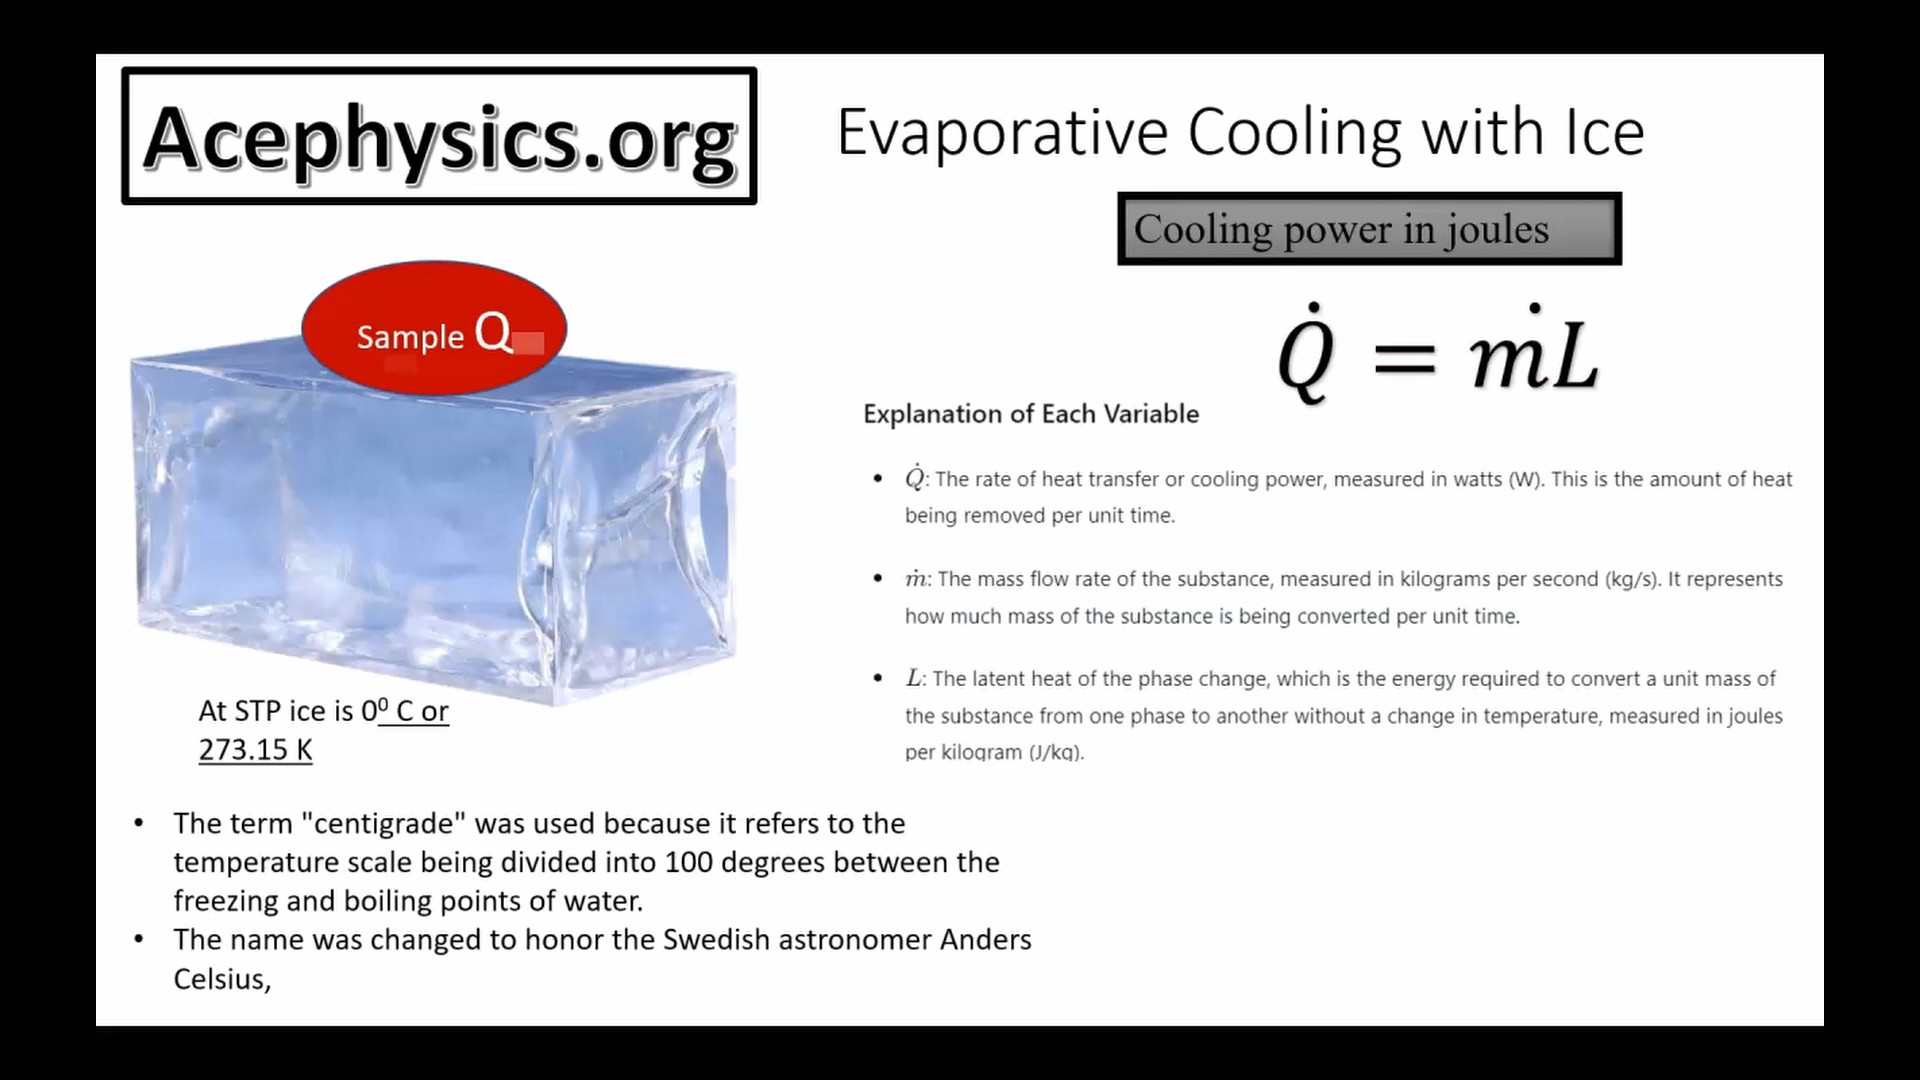 Acephysics.org
Evaporative Cooling with Ice
Cooling power in joules
Q̇ = ṁL
Sample Q
Explanation of Each Variable
• Q̇: The rate of heat transfer or cooling power, measured in watts (W). This is the amount of heat
being removed per unit time.
• ṁ: The mass flow rate of the substance, measured in kilograms per second (kg/s). It represents
how much mass of the substance is being converted per unit time.
• L: The latent heat of the phase change, which is the energy required to convert a unit mass of
the substance from one phase to another without a change in temperature, measured in joules
per kilogram (J/kg).
At STP ice is 0⁰ C or
273.15 K
• The term "centigrade" was used because it refers to the
temperature scale being divided into 100 degrees between the
freezing and boiling points of water.
• The name was changed to honor the Swedish astronomer Anders
Celsius,